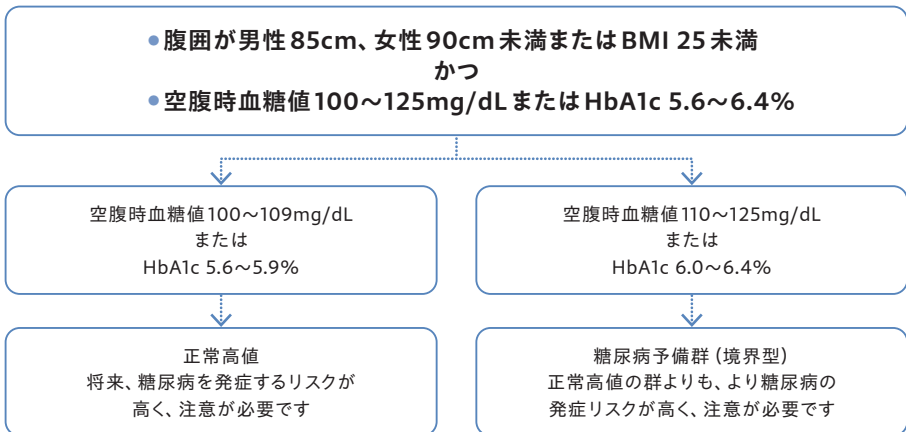 ●腹囲が男性85cm、女性90cm未満またはBMI 25未満
かつ
●空腹時血糖値100～125mg/dLまたはHbA1c 5.6～6.4%
空腹時血糖値100～109mg/dL
または
HbA1c 5.6～5.9%
空腹時血糖値110～125mg/dL
または
HbA1c 6.0～6.4%
正常高値
将来、糖尿病を発症するリスクが
高く、注意が必要です
糖尿病予備群(境界型)
正常高値の群よりも、より糖尿病の
発症リスクが高く、注意が必要です